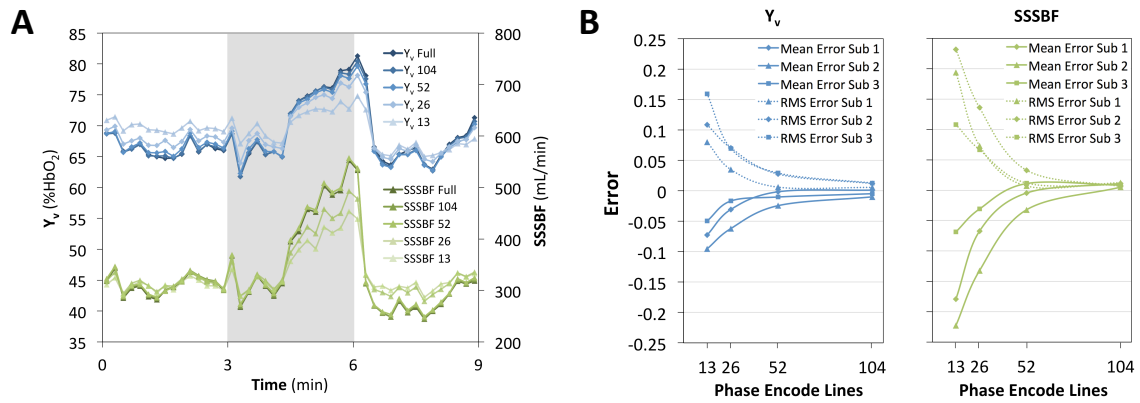 A
85
80
75
70
65
60
55
50
45
40
35
Yv (%HbO2)
800
700
600
500
400
300
200
SSSBF (mL/min)
0
3
6
9
Time (min)
Yv Full
Yv 104
Yv 52
Yv 26
Yv 13
SSSBF Full
SSSBF 104
SSSBF 52
SSSBF 26
SSSBF 13
B
Yv
Error
0.25
0.2
0.15
0.1
0.05
0
-0.05
-0.1
-0.15
-0.2
-0.25
Mean Error Sub 1
Mean Error Sub 2
Mean Error Sub 3
RMS Error Sub 1
RMS Error Sub 2
RMS Error Sub 3
13 26 52 104
Phase Encode Lines
SSSBF
Mean Error Sub 1
Mean Error Sub 2
Mean Error Sub 3
RMS Error Sub 1
RMS Error Sub 2
RMS Error Sub 3
13 26 52 104
Phase Encode Lines